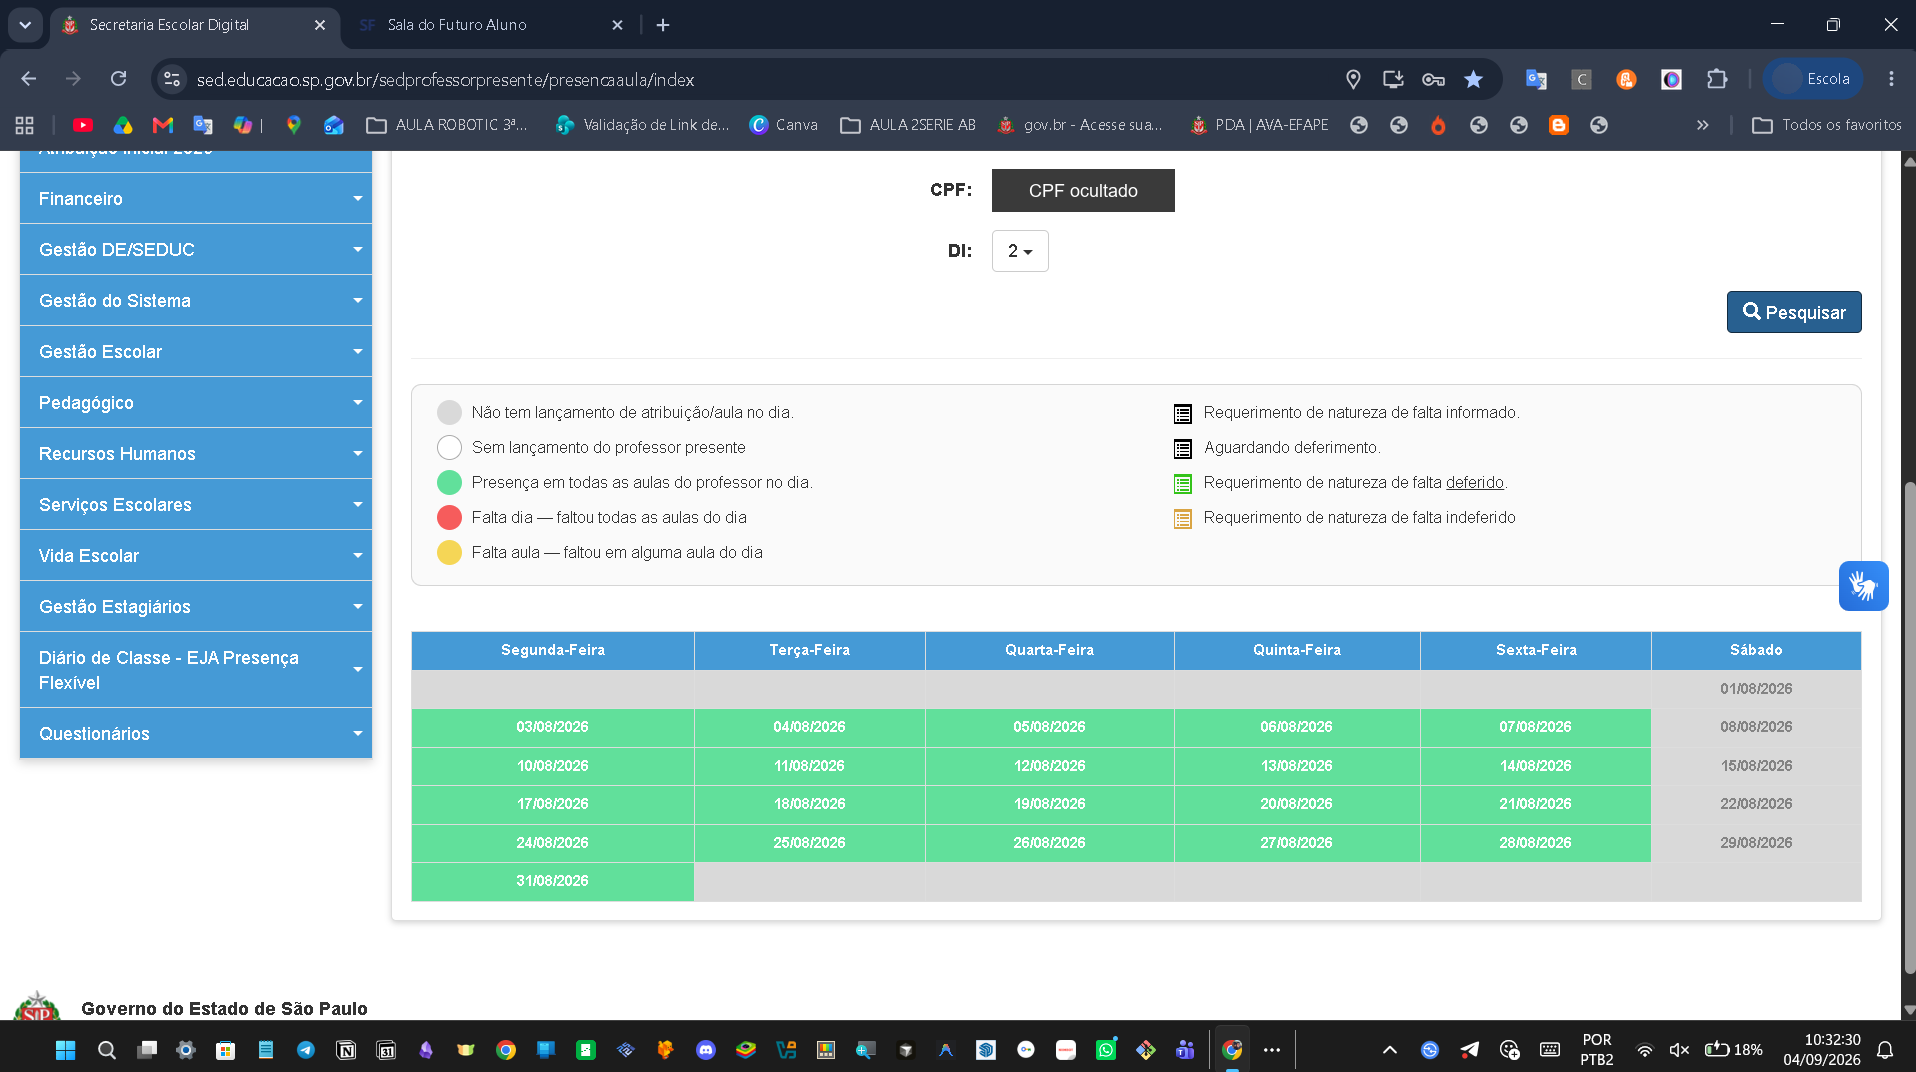 Secretaria Escolar Digital
SF Sala do Futuro Aluno
sed.educacao.sp.gov.br/sedprofessorpresente/presencaaula/index
Escola
AULA ROBOTIC 3ª...
Validação de Link de...
Canva
AULA 2SERIE AB
gov.br - Acesse sua...
PDA | AVA-EFAPE
Todos os favoritos
Financeiro
Gestão DE/SEDUC
Gestão do Sistema
Gestão Escolar
Pedagógico
Recursos Humanos
Serviços Escolares
Vida Escolar
Gestão Estagiários
Diário de Classe - EJA Presença
Flexível
Questionários
CPF: CPF ocultado
DI: 2
Pesquisar
Não tem lançamento de atribuição/aula no dia.
Sem lançamento do professor presente
Presença em todas as aulas do professor no dia.
Falta dia — faltou todas as aulas do dia
Falta aula — faltou em alguma aula do dia
Requerimento de natureza de falta informado.
Aguardando deferimento.
Requerimento de natureza de falta deferido.
Requerimento de natureza de falta indeferido
Segunda-Feira Terça-Feira Quarta-Feira Quinta-Feira Sexta-Feira Sábado
01/08/2026
03/08/2026 04/08/2026 05/08/2026 06/08/2026 07/08/2026 08/08/2026
10/08/2026 11/08/2026 12/08/2026 13/08/2026 14/08/2026 15/08/2026
17/08/2026 18/08/2026 19/08/2026 20/08/2026 21/08/2026 22/08/2026
24/08/2026 25/08/2026 26/08/2026 27/08/2026 28/08/2026 29/08/2026
31/08/2026
SP
Governo do Estado de São Paulo
POR
PTB2
18%
10:32:30
04/09/2026